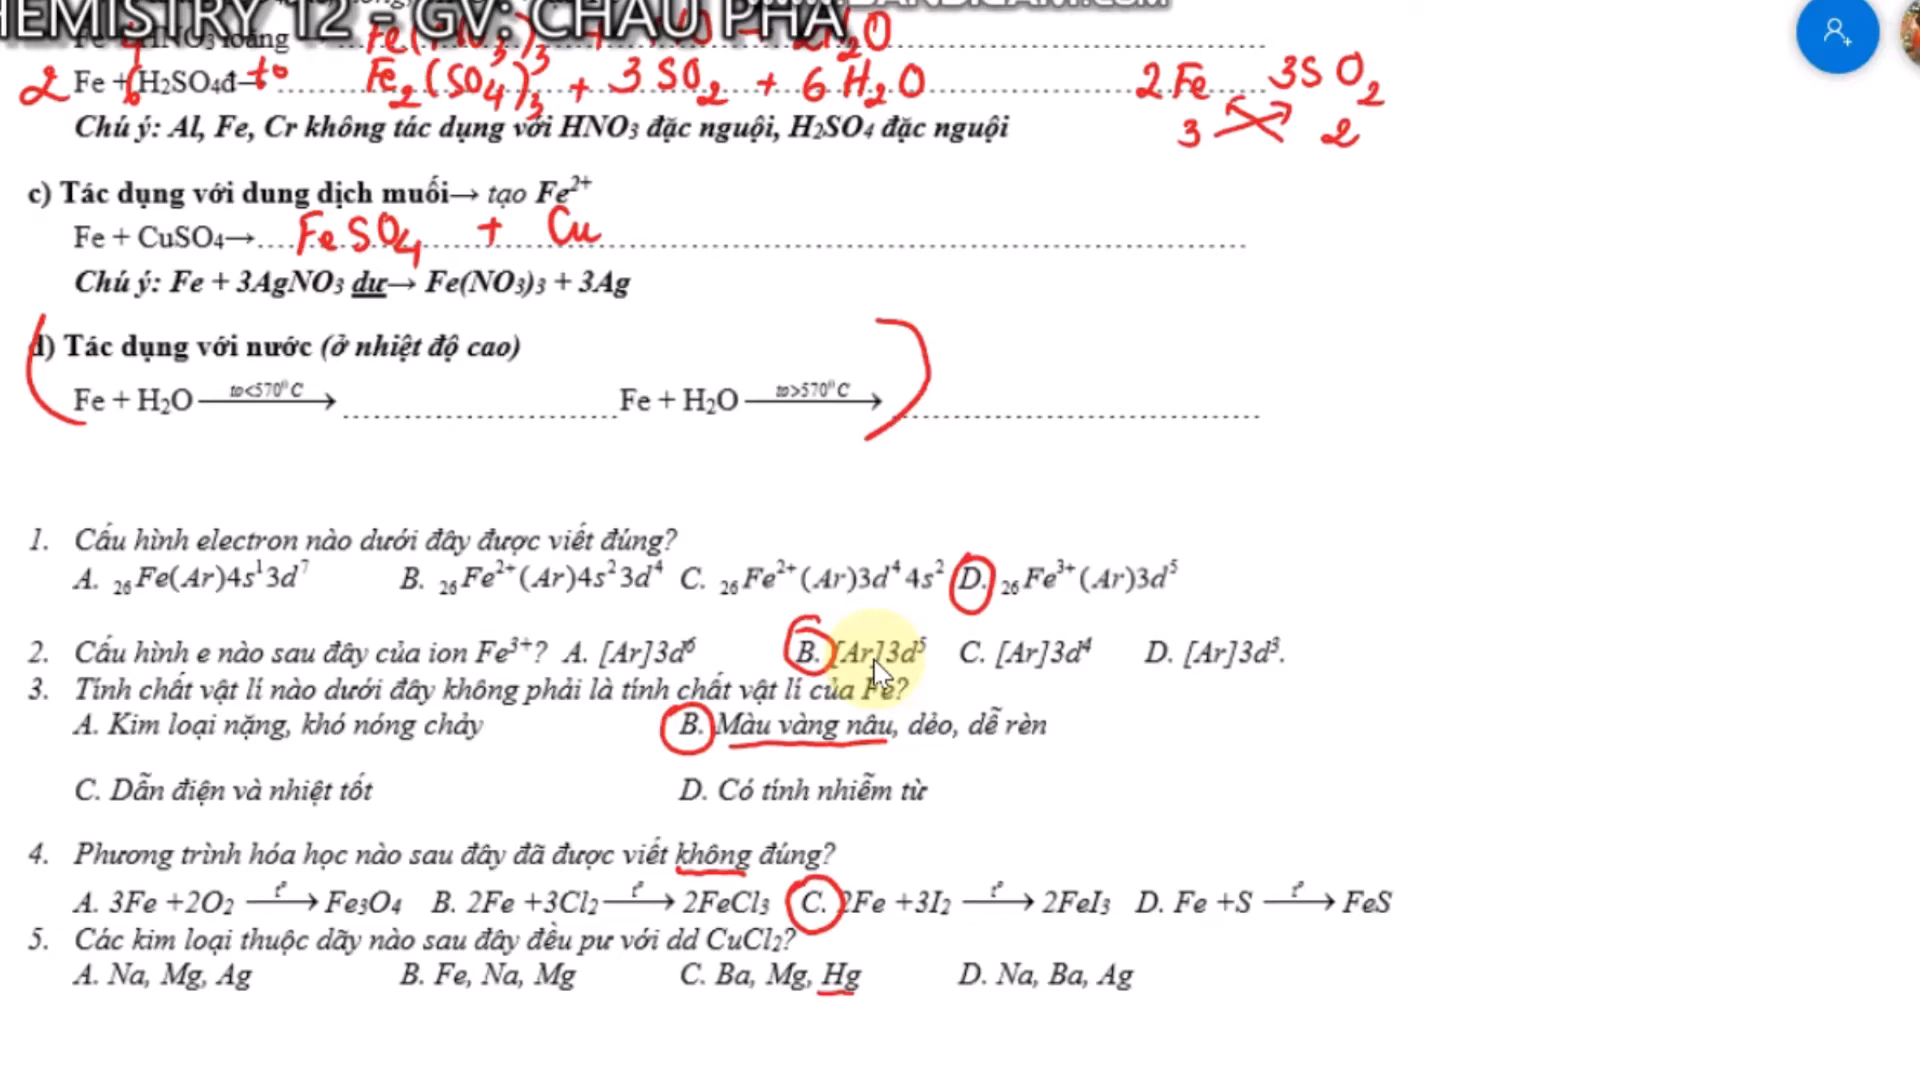 HEMISTRY 12 - GV: CHAU PHA
www.BANDICAM.com
2 Fe + 6 H₂SO₄đ → t° Fe₂(SO₄)₃ + 3 SO₂ + 6 H₂O 2 Fe 3 SO₂
3 2
Chú ý: Al, Fe, Cr không tác dụng với HNO₃ đặc nguội, H₂SO₄ đặc nguội
c) Tác dụng với dung dịch muối→ tạo Fe²⁺
Fe + CuSO₄→.... FeSO₄ + Cu
Chú ý: Fe + 3AgNO₃ dư→ Fe(NO₃)₃ + 3Ag
d) Tác dụng với nước (ở nhiệt độ cao)
Fe + H₂O to<570⁰C → ........ Fe + H₂O to>570⁰C → ........
1. Cấu hình electron nào dưới đây được viết đúng?
A. ₂₆Fe(Ar)4s¹3d⁷ B. ₂₆Fe²⁺(Ar)4s²3d⁴ C. ₂₆Fe²⁺(Ar)3d⁴4s² D. ₂₆Fe³⁺(Ar)3d⁵
2. Cấu hình e nào sau đây của ion Fe³⁺? A. [Ar]3d⁶ B. [Ar]3d⁵ C. [Ar]3d⁴ D. [Ar]3d³.
3. Tính chất vật lí nào dưới đây không phải là tính chất vật lí của Fe?
A. Kim loại nặng, khó nóng chảy B. Màu vàng nâu, dẻo, dễ rèn
C. Dẫn điện và nhiệt tốt D. Có tính nhiễm từ
4. Phương trình hóa học nào sau đây đã được viết không đúng?
A. 3Fe +2O₂ t° → Fe₃O₄ B. 2Fe +3Cl₂ t° → 2FeCl₃ C. 2Fe +3I₂ t° → 2FeI₃ D. Fe +S t° → FeS
5. Các kim loại thuộc dãy nào sau đây đều pư với dd CuCl₂?
A. Na, Mg, Ag B. Fe, Na, Mg C. Ba, Mg, Hg D. Na, Ba, Ag